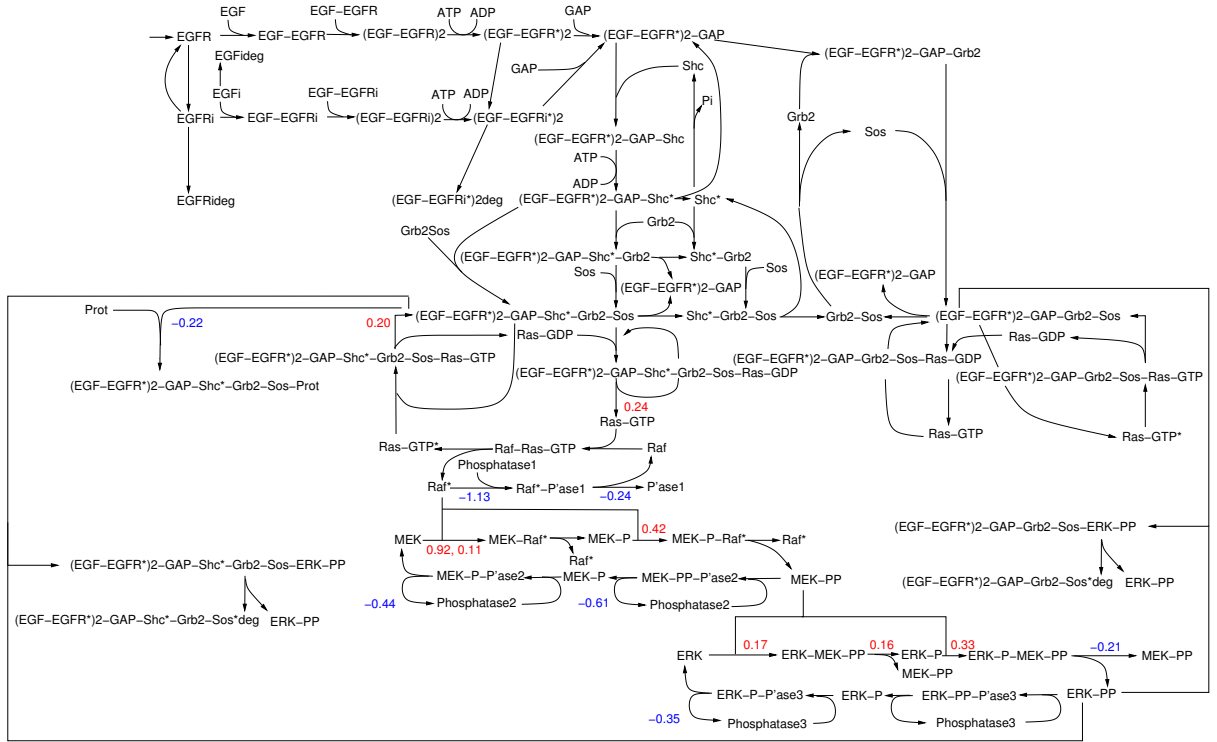 EGF EGF−EGFR ATP ADP GAP
EGFR EGF−EGFR (EGF−EGFR)2 (EGF−EGFR*)2 (EGF−EGFR*)2−GAP
(EGF−EGFR*)2−GAP−Grb2
EGFideg
GAP Shc
EGFi EGF−EGFRi ATP ADP Pi
EGFRi EGF−EGFRi (EGF−EGFRi)2 (EGF−EGFRi*)2 Grb2
Sos
(EGF−EGFR*)2−GAP−Shc
ATP
ADP
EGFRideg (EGF−EGFRi*)2deg (EGF−EGFR*)2−GAP−Shc* Shc*
Grb2Sos Grb2
(EGF−EGFR*)2−GAP−Shc*−Grb2 Shc*−Grb2
Sos Sos (EGF−EGFR*)2−GAP
(EGF−EGFR*)2−GAP
Prot −0.22 0.20 (EGF−EGFR*)2−GAP−Shc*−Grb2−Sos Shc*−Grb2−Sos Grb2−Sos (EGF−EGFR*)2−GAP−Grb2−Sos
Ras−GDP Ras−GDP
(EGF−EGFR*)2−GAP−Shc*−Grb2−Sos−Ras−GTP (EGF−EGFR*)2−GAP−Grb2−Sos−Ras−GDP
(EGF−EGFR*)2−GAP−Shc*−Grb2−Sos−Ras−GDP (EGF−EGFR*)2−GAP−Grb2−Sos−Ras−GTP
(EGF−EGFR*)2−GAP−Shc*−Grb2−Sos−Prot
0.24
Ras−GTP
Ras−GTP Ras−GTP*
Ras−GTP* Raf−Ras−GTP Raf
Phosphatase1
Raf* −1.13 Raf*−P'ase1 −0.24 P'ase1
(EGF−EGFR*)2−GAP−Grb2−Sos−ERK−PP
0.42
MEK MEK−Raf* MEK−P MEK−P−Raf* Raf*
0.92, 0.11
Raf*
(EGF−EGFR*)2−GAP−Shc*−Grb2−Sos−ERK−PP
MEK−P−P'ase2 MEK−P MEK−PP−P'ase2 MEK−PP
(EGF−EGFR*)2−GAP−Grb2−Sos*deg ERK−PP
−0.44 Phosphatase2 −0.61 Phosphatase2
(EGF−EGFR*)2−GAP−Shc*−Grb2−Sos*deg ERK−PP
0.17 0.16 0.33 −0.21
ERK ERK−MEK−PP ERK−P ERK−P−MEK−PP MEK−PP
MEK−PP
ERK−P−P'ase3 ERK−P ERK−PP−P'ase3 ERK−PP
−0.35 Phosphatase3 Phosphatase3